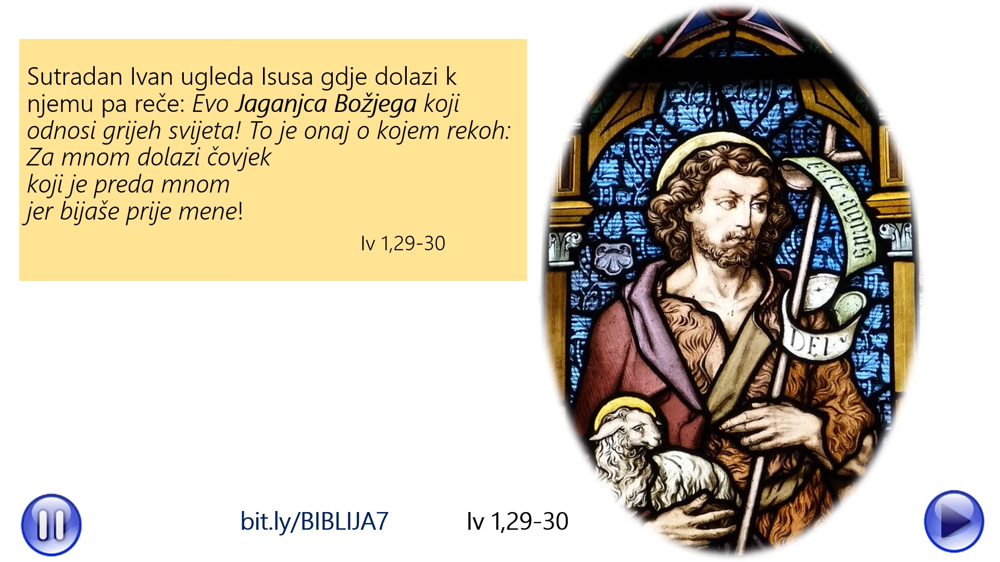 Sutradan Ivan ugleda Isusa gdje dolazi k
njemu pa reče: Evo Jaganjca Božjega koji
odnosi grijeh svijeta! To je onaj o kojem rekoh:
Za mnom dolazi čovjek
koji je preda mnom
jer bijaše prije mene!
Iv 1,29-30
agnus
DEI
bit.ly/BIBLIJA7
Iv 1,29-30